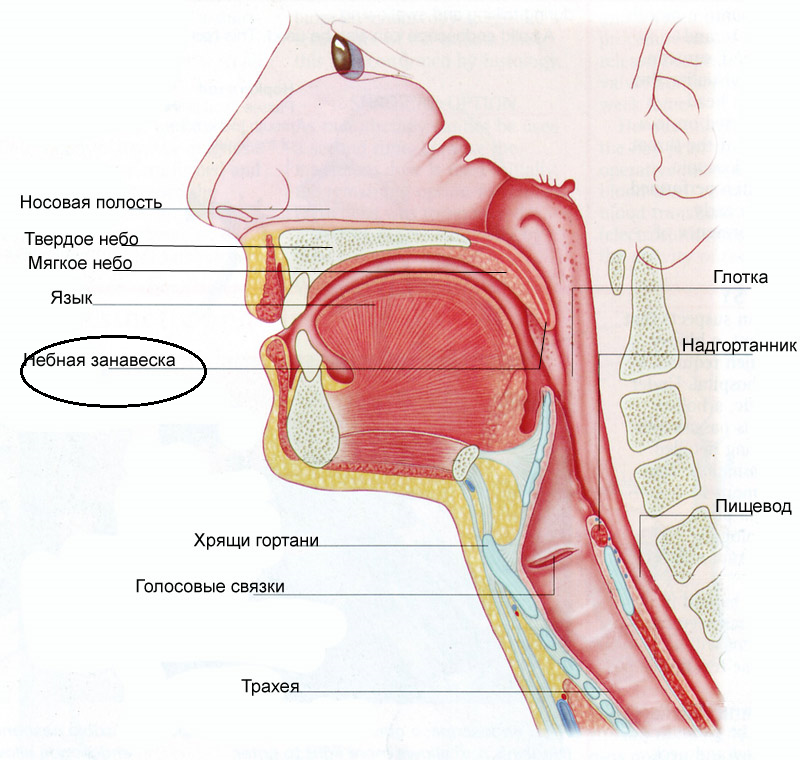 Носовая полость
Твердое небо
Мягкое небо
Глотка
Язык
Надгортанник
Небная занавеска
Пищевод
Хрящи гортани
Голосовые связки
Трахея